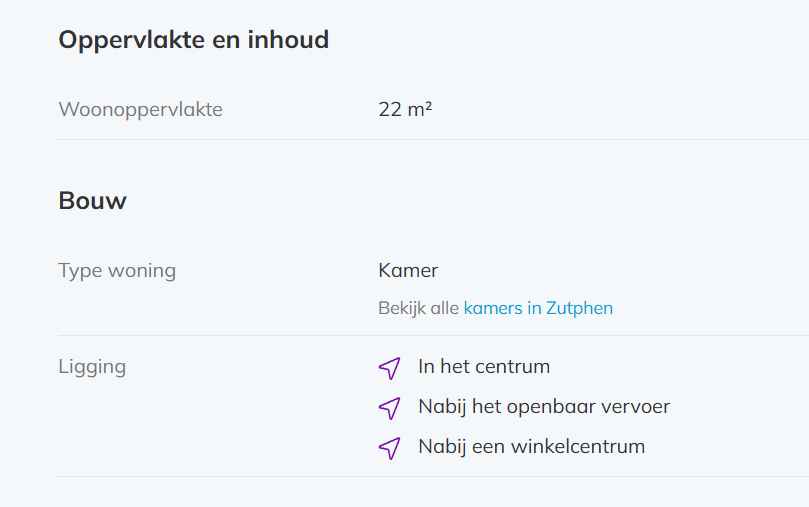 Oppervlakte en inhoud
Woonoppervlakte 22 m²
Bouw
Type woning Kamer
Bekijk alle kamers in Zutphen
Ligging In het centrum
Nabij het openbaar vervoer
Nabij een winkelcentrum